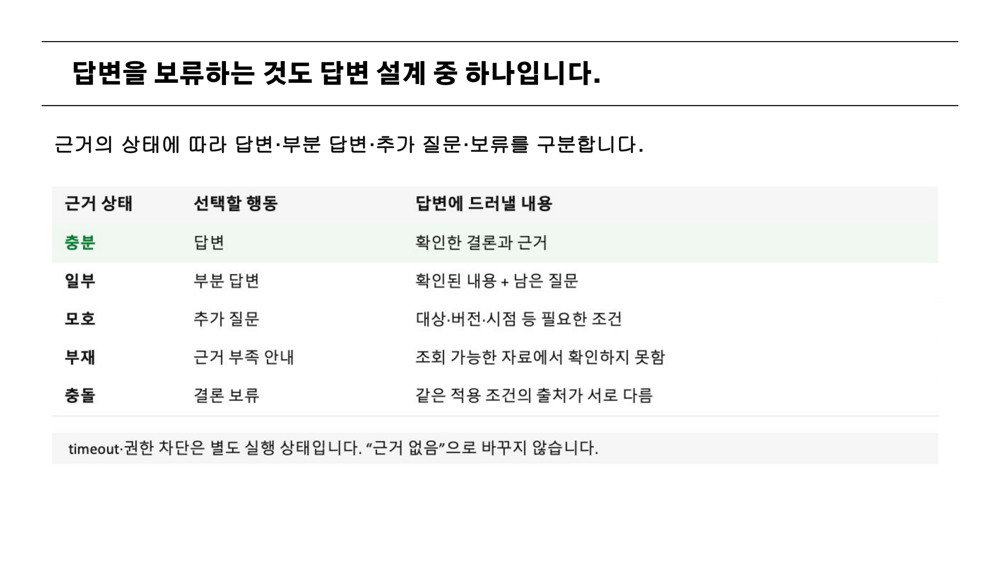 답변을 보류하는 것도 답변 설계 중 하나입니다.
근거의 상태에 따라 답변·부분 답변·추가 질문·보류를 구분합니다.
근거 상태 선택할 행동 답변에 드러낼 내용
충분 답변 확인한 결론과 근거
일부 부분 답변 확인된 내용 + 남은 질문
모호 추가 질문 대상·버전·시점 등 필요한 조건
부재 근거 부족 안내 조회 가능한 자료에서 확인하지 못함
충돌 결론 보류 같은 적용 조건의 출처가 서로 다름
timeout·권한 차단은 별도 실행 상태입니다. “근거 없음”으로 바꾸지 않습니다.